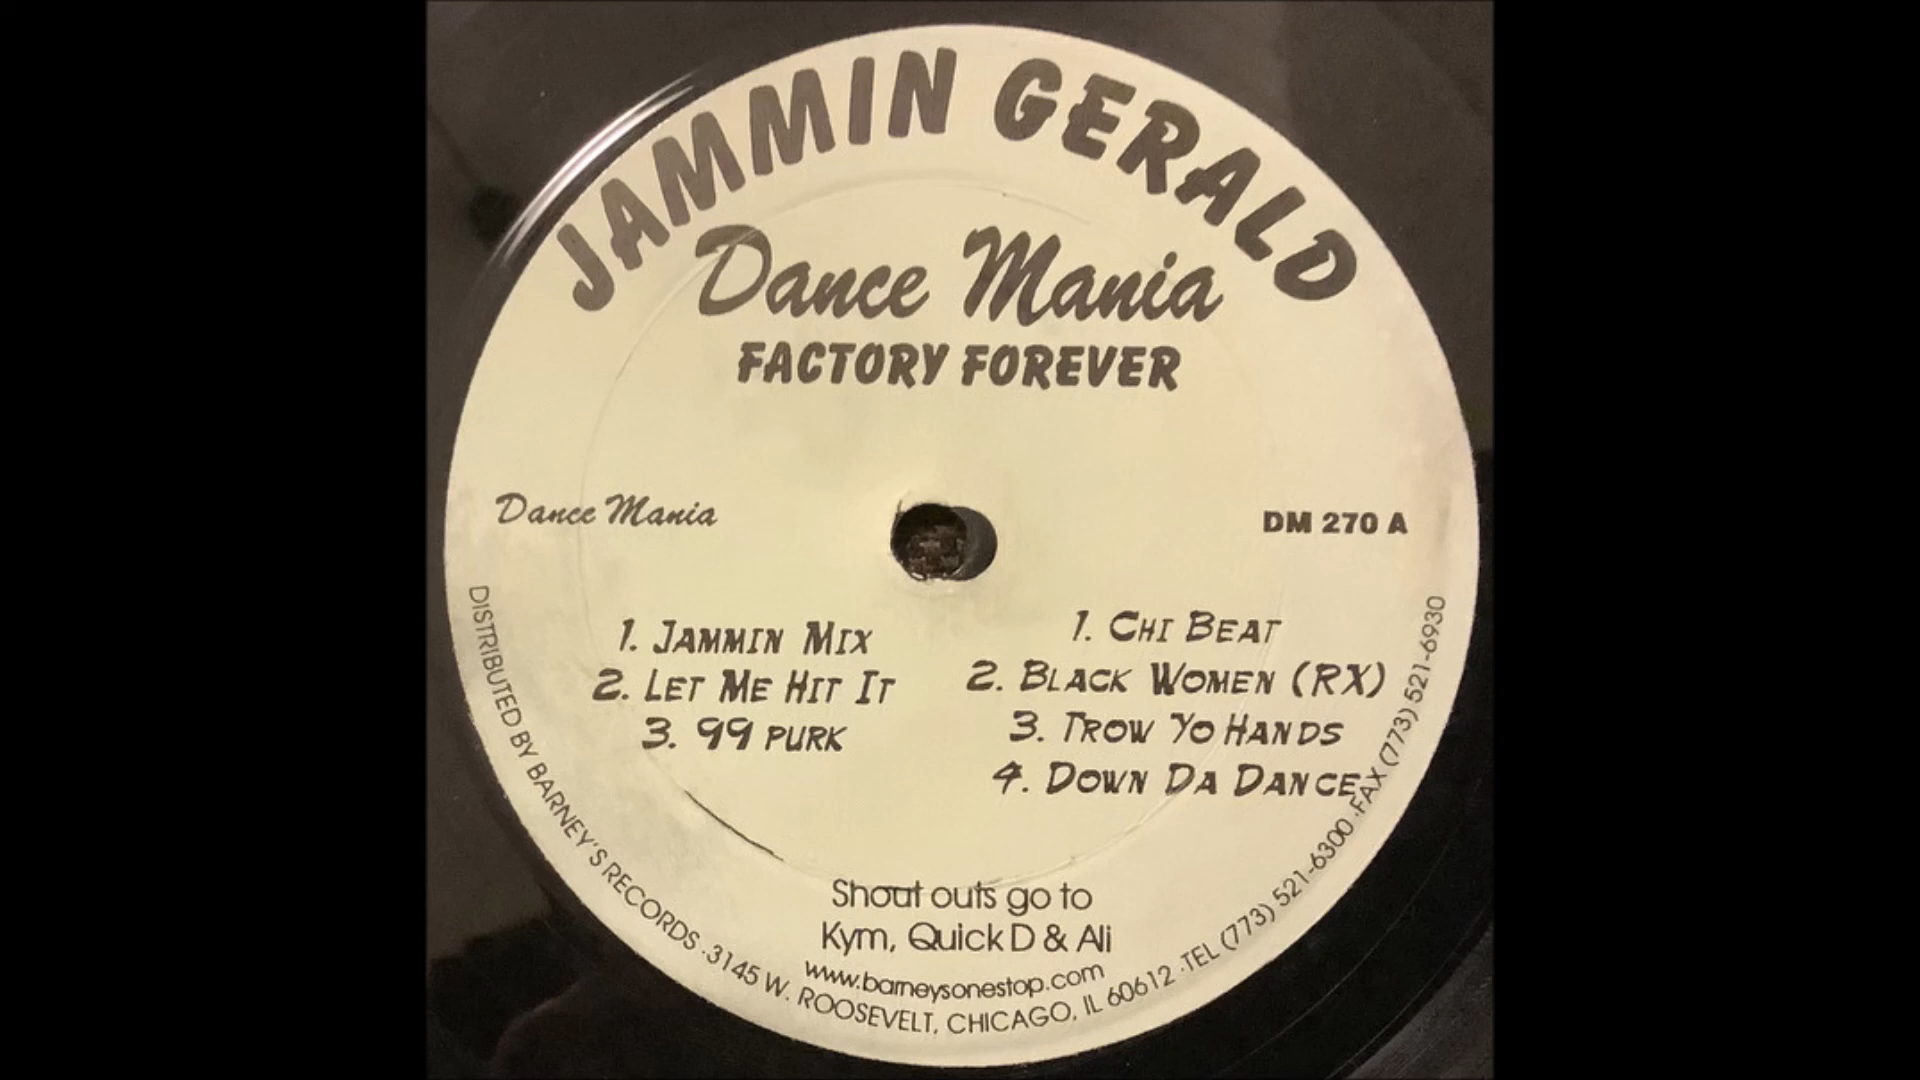 JAMMIN GERALD
Dance Mania
FACTORY FOREVER
Dance Mania
DM 270 A
1. JAMMIN MIX
2. LET ME HIT IT
3. 99 PURK
1. CHI BEAT
2. BLACK WOMEN (RX)
3. TROW YO HANDS
4. DOWN DA DANCE
Shout outs go to
Kym, Quick D & Ali
www.barneysonestop.com
DISTRIBUTED BY BARNEY'S RECORDS .3145 W. ROOSEVELT, CHICAGO, IL 60612 .TEL (773) 521-6300 .FAX (773) 521-6930